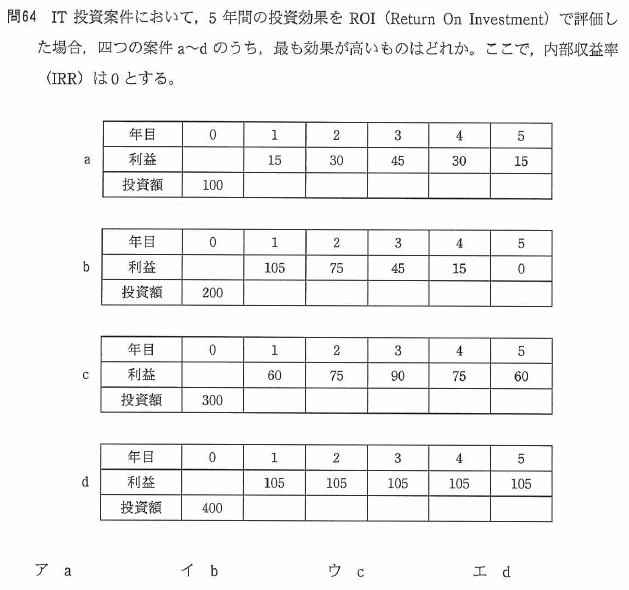 問64 IT 投資案件において，5 年間の投資効果を ROI（Return On Investment）で評価し
た場合，四つの案件 a～d のうち，最も効果が高いものはどれか。ここで，内部収益率
（IRR）は 0 とする。
年目 0 1 2 3 4 5
a 利益 15 30 45 30 15
投資額 100
年目 0 1 2 3 4 5
b 利益 105 75 45 15 0
投資額 200
年目 0 1 2 3 4 5
c 利益 60 75 90 75 60
投資額 300
年目 0 1 2 3 4 5
d 利益 105 105 105 105 105
投資額 400
ア a イ b ウ c エ d